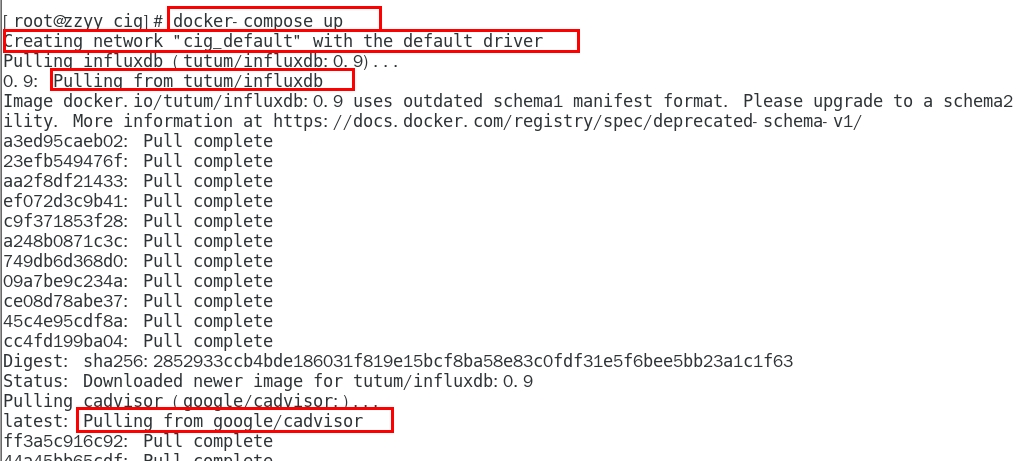 [root@zzyy cig]# docker-compose up
Creating network "cig_default" with the default driver
Pulling influxdb (tutum/influxdb:0.9)...
0.9: Pulling from tutum/influxdb
Image docker.io/tutum/influxdb:0.9 uses outdated schema1 manifest format. Please upgrade to a schema2
ility. More information at https://docs.docker.com/registry/spec/deprecated-schema-v1/
a3ed95caeb02: Pull complete
23efb549476f: Pull complete
aa2f8df21433: Pull complete
ef072d3c9b41: Pull complete
c9f371853f28: Pull complete
a248b0871c3c: Pull complete
749db6d368d0: Pull complete
09a7be9c234a: Pull complete
ce08d78abe37: Pull complete
45c4e95cdf8a: Pull complete
cc4fd199ba04: Pull complete
Digest: sha256:2852933ccb4bde186031f819e15bcf8ba58e83c0fdf31e5f6bee5bb23a1c1f63
Status: Downloaded newer image for tutum/influxdb:0.9
Pulling cadvisor (google/cadvisor:)...
latest: Pulling from google/cadvisor
ff3a5c916c92: Pull complete
44a45bb65cdf: Pull complete